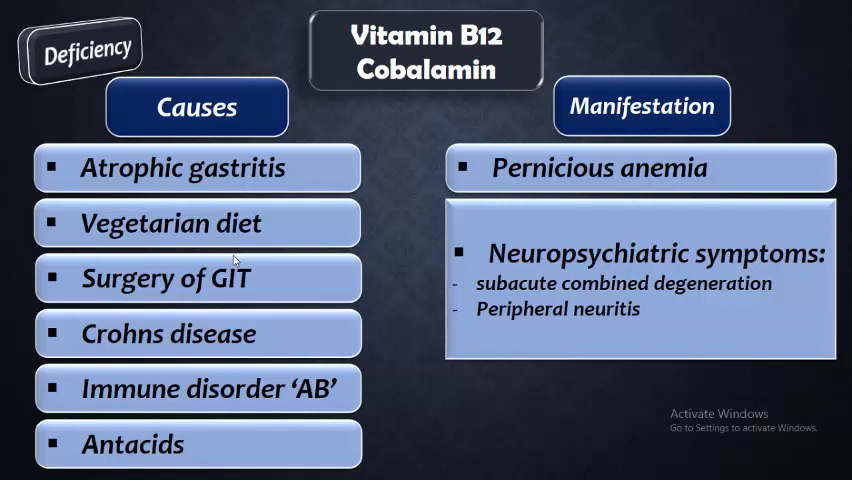 Deficiency
Vitamin B12
Cobalamin
Causes
▪ Atrophic gastritis
▪ Vegetarian diet
▪ Surgery of GIT
▪ Crohns disease
▪ Immune disorder ‘AB’
▪ Antacids
Manifestation
▪ Pernicious anemia
▪ Neuropsychiatric symptoms:
- subacute combined degeneration
- Peripheral neuritis
Activate Windows
Go to Settings to activate Windows.